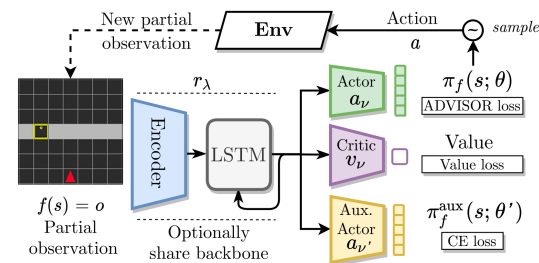 New partial
observation
Env
Action
a
~
sample
f(s) = o
Partial
observation
Encoder
r_λ
LSTM
Optionally
share backbone
Actor
a_ν
π_f(s; θ)
ADVISOR loss
Critic
v_ν
Value
Value loss
Aux.
Actor
a_ν'
π_f^aux(s; θ')
CE loss